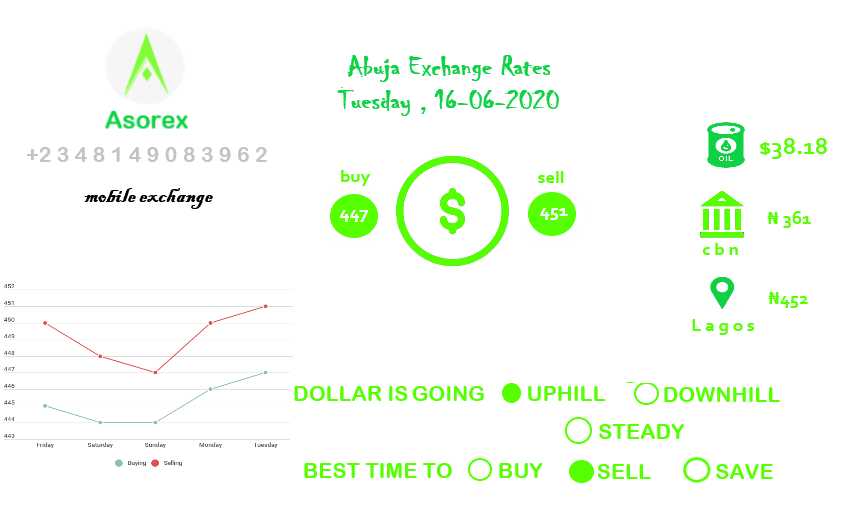 Asorex
+2348149083962
mobile exchange
Abuja Exchange Rates
Tuesday , 16-06-2020
buy
447
$
sell
451
OIL
$38.18
₦ 361
cbn
₦452
Lagos
452
451
450
449
448
447
446
445
444
443
Friday Saturday Sunday Monday Tuesday
Buying Selling
DOLLAR IS GOING UPHILL DOWNHILL
STEADY
BEST TIME TO BUY SELL SAVE